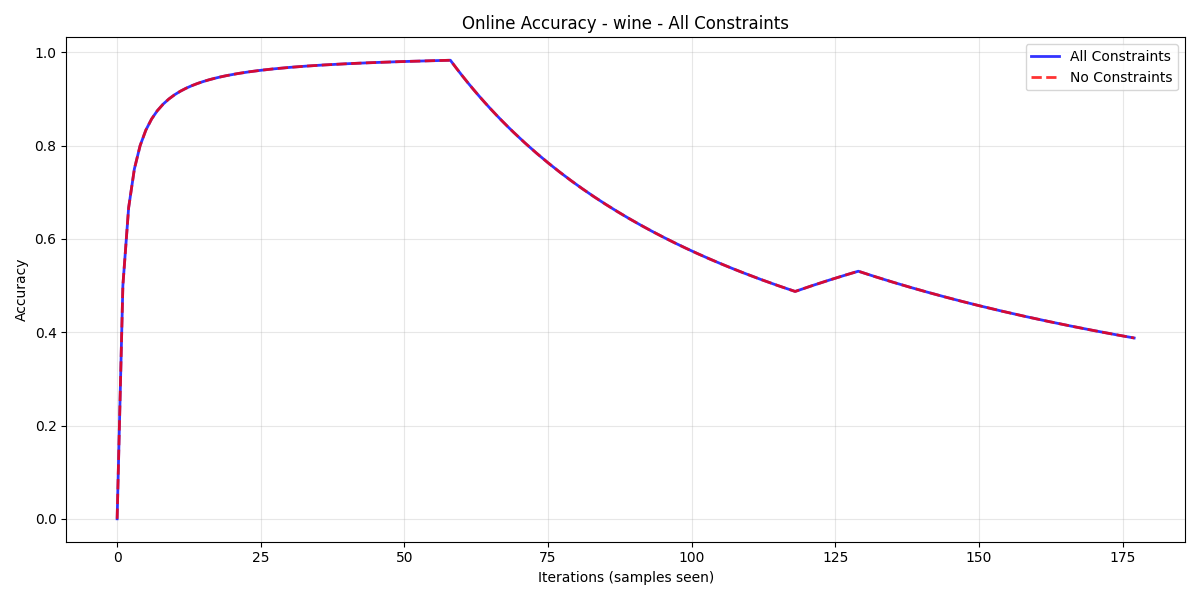 Online Accuracy - wine - All Constraints
All Constraints
No Constraints
Accuracy
1.0
0.8
0.6
0.4
0.2
0.0
0 25 50 75 100 125 150 175
Iterations (samples seen)